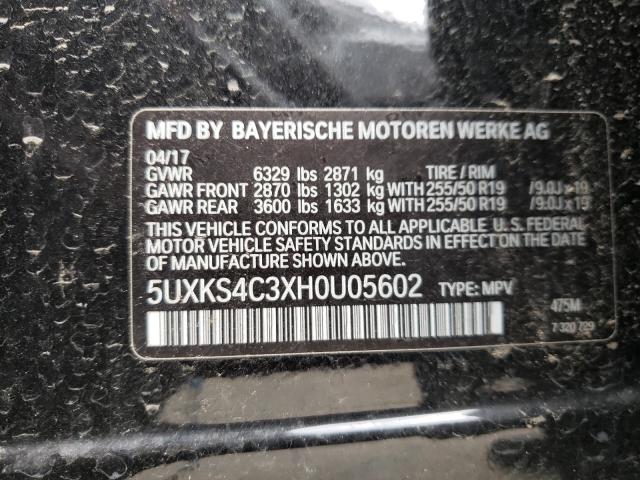 MFD BY BAYERISCHE MOTOREN WERKE AG
04/17
GVWR 6329 lbs 2871 kg TIRE / RIM
GAWR FRONT 2870 lbs 1302 kg WITH 255/50 R19 /9.0J x 19
GAWR REAR 3600 lbs 1633 kg WITH 255/50 R19 /9.0J x 19
THIS VEHICLE CONFORMS TO ALL APPLICABLE U. S. FEDERAL
MOTOR VEHICLE SAFETY STANDARDS IN EFFECT ON THE DATE
OF MANUFACTURE SHOWN ABOVE.
5UXKS4C3XH0U05602 TYPE: MPV 475M
7 320 729